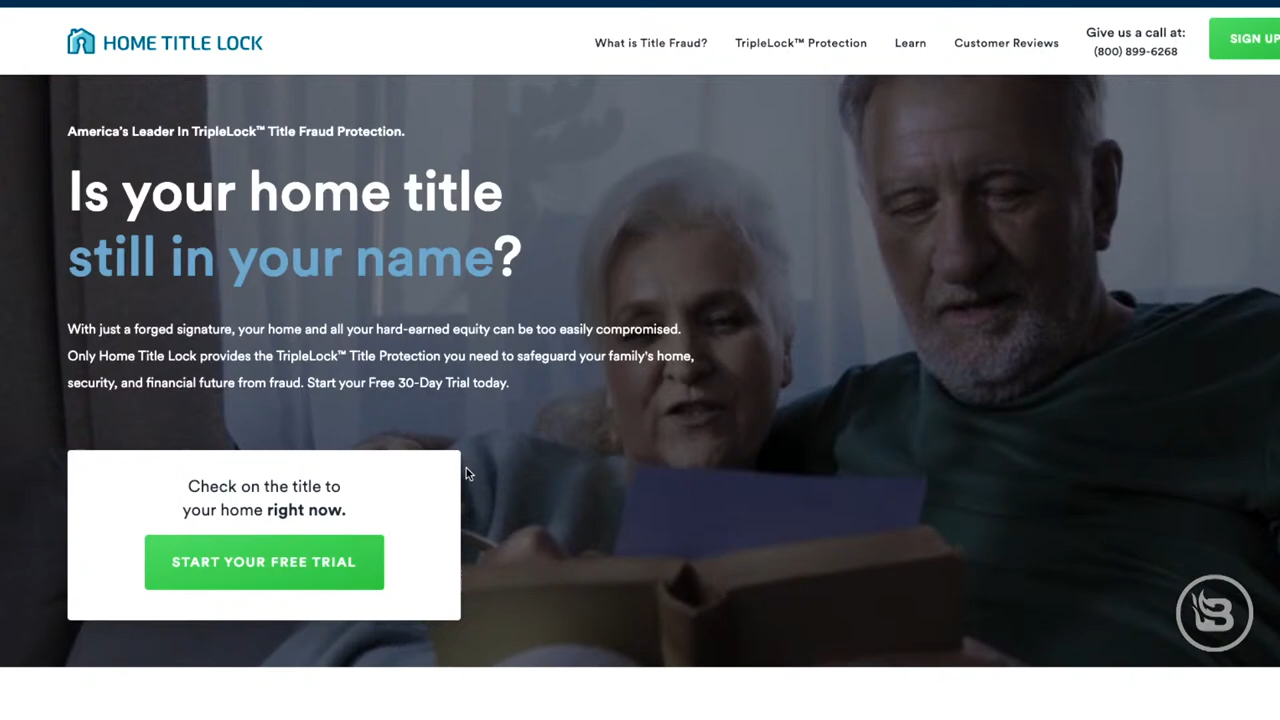 HOME TITLE LOCK
What is Title Fraud?
TripleLock™ Protection
Learn
Customer Reviews
Give us a call at:
(800) 899-6268
SIGN UP
America's Leader In TripleLock™ Title Fraud Protection.
Is your home title
still in your name?
With just a forged signature, your home and all your hard-earned equity can be too easily compromised.
Only Home Title Lock provides the TripleLock™ Title Protection you need to safeguard your family's home,
security, and financial future from fraud. Start your Free 30-Day Trial today.
Check on the title to
your home right now.
START YOUR FREE TRIAL
B